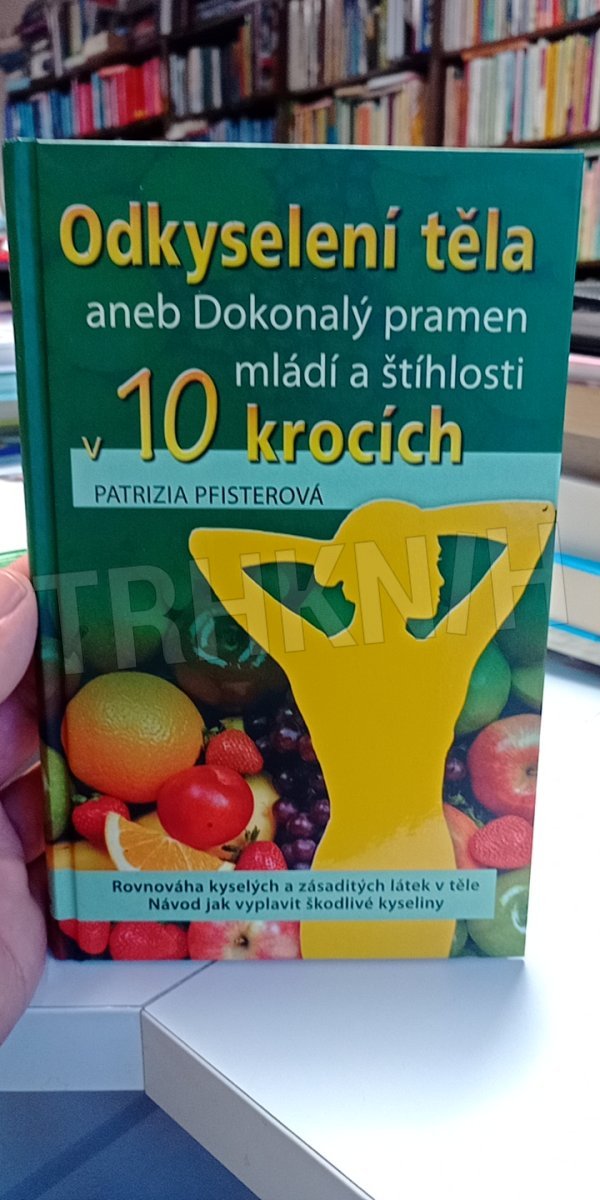 Odkyselení těla
aneb Dokonalý pramen
mládí a štíhlosti
v 10 krocích
PATRIZIA PFISTEROVÁ
TRHKNIH
Rovnováha kyselých a zásaditých látek v těle
Návod jak vyplavit škodlivé kyseliny